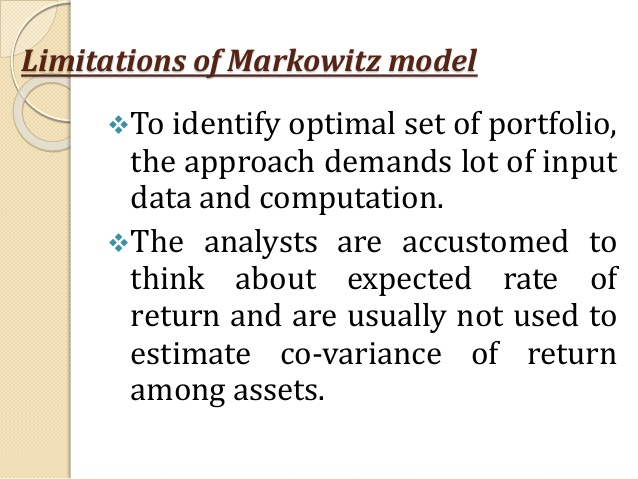 Limitations of Markowitz model
❖To identify optimal set of portfolio,
the approach demands lot of input
data and computation.
❖The analysts are accustomed to
think about expected rate of
return and are usually not used to
estimate co-variance of return
among assets.